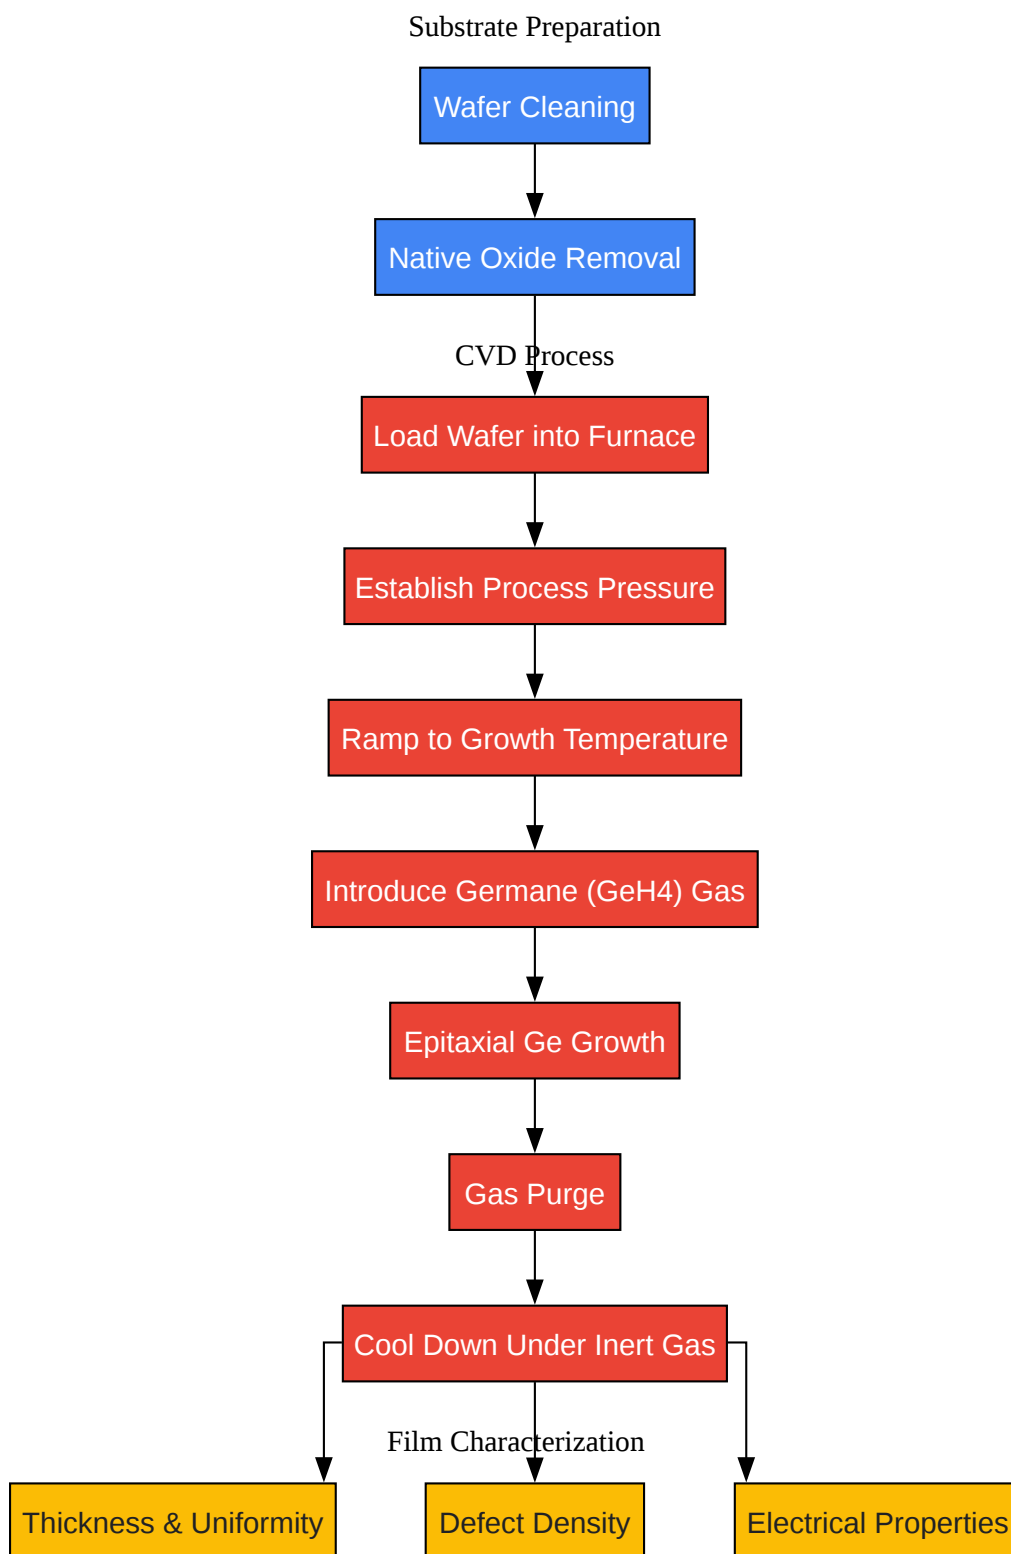 Substrate Preparation
Wafer Cleaning
Native Oxide Removal
CVD Process
Load Wafer into Furnace
Establish Process Pressure
Ramp to Growth Temperature
Introduce Germane (GeH4) Gas
Epitaxial Ge Growth
Gas Purge
Cool Down Under Inert Gas
Film Characterization
Thickness & Uniformity
Defect Density
Electrical Properties